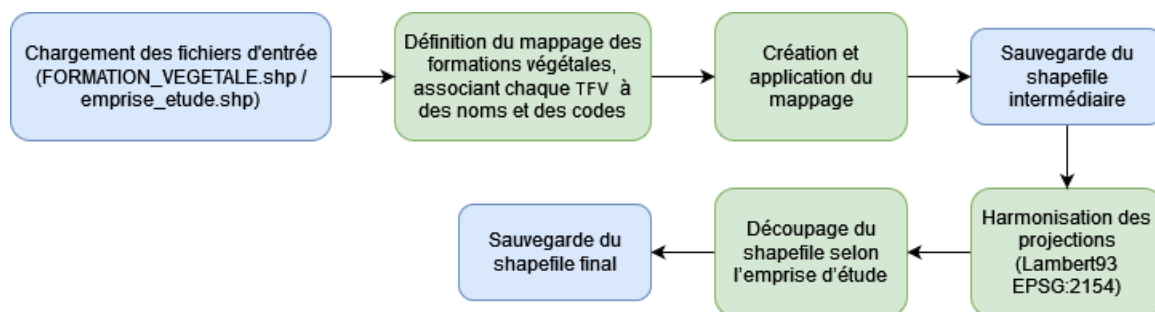 Chargement des fichiers d'entrée
(FORMATION_VEGETALE.shp /
emprise_etude.shp)
Définition du mappage des
formations végétales,
associant chaque TFV à
des noms et des codes
Création et
application du
mappage
Sauvegarde du
shapefile
intermédiaire
Harmonisation des
projections
(Lambert93
EPSG:2154)
Découpage du
shapefile selon
l'emprise d'étude
Sauvegarde du
shapefile final